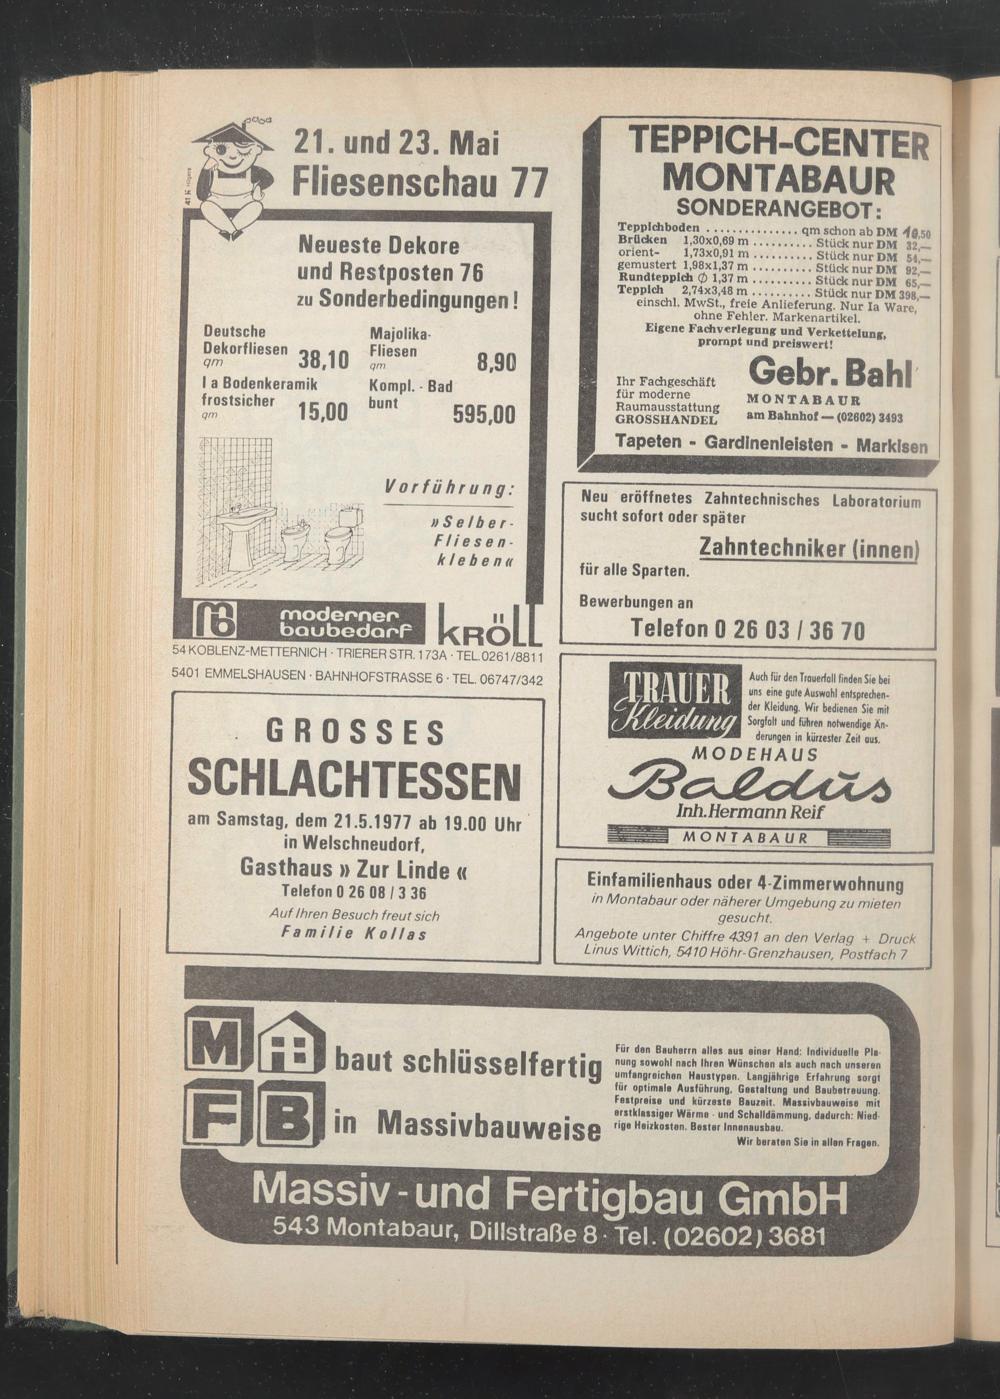 21. und 23. Mai
Fliesenschau 77
Neueste Dekore
und Restposten 76
zu Sonderbedingungen!
Deutsche
Dekorfliesen
qm
38,10
Majolika-
Fliesen
qm
8,90
I a Bodenkeramik
frostsicher
qm
15,00
Kompl. - Bad
bunt
595,00
Vorführung:
»Selber-
Fliesen-
kleben«
mb moderner
baubedarf KRÖLL
54 KOBLENZ-METTERNICH · TRIERER STR. 173A · TEL. 0261/8811
5401 EMMELSHAUSEN · BAHNHOFSTRASSE 6 · TEL. 06747/342
GROSSES
SCHLACHTESSEN
am Samstag, dem 21.5.1977 ab 19.00 Uhr
in Welschneudorf,
Gasthaus » Zur Linde «
Telefon 0 26 08 / 3 36
Auf Ihren Besuch freut sich
Familie Kollas
TEPPICH-CENTER
MONTABAUR
SONDERANGEBOT:
Teppichboden .............. qm schon ab DM 10,50
Brücken 1,30x0,69 m .......... Stück nur DM 32,—
orient- 1,73x0,91 m .......... Stück nur DM 54,—
gemustert 1,98x1,37 m .......... Stück nur DM 92,—
Rundteppich ∅ 1,37 m .......... Stück nur DM 65,—
Teppich 2,74x3,48 m .......... Stück nur DM 398,—
einschl. MwSt., freie Anlieferung. Nur Ia Ware,
ohne Fehler. Markenartikel.
Eigene Fachverlegung und Verkettelung,
prompt und preiswert!
Ihr Fachgeschäft
für moderne
Raumausstattung
GROSSHANDEL
Gebr. Bahl
MONTABAUR
am Bahnhof — (02602) 3493
Tapeten - Gardinenleisten - Markisen
Neu eröffnetes Zahntechnisches Laboratorium
sucht sofort oder später
Zahntechniker (innen)
für alle Sparten.
Bewerbungen an
Telefon 0 26 03 / 36 70
TRAUER
Kleidung
Auch für den Trauerfall finden Sie bei
uns eine gute Auswahl entsprechen-
der Kleidung. Wir bedienen Sie mit
Sorgfalt und führen notwendige Än-
derungen in kürzester Zeit aus.
MODEHAUS
Baldus
Inh. Hermann Reif
MONTABAUR
Einfamilienhaus oder 4-Zimmerwohnung
in Montabaur oder näherer Umgebung zu mieten
gesucht.
Angebote unter Chiffre 4391 an den Verlag + Druck
Linus Wittich, 5410 Höhr-Grenzhausen, Postfach 7
M
F B
baut schlüsselfertig
in Massivbauweise
Für den Bauherrn alles aus einer Hand: Individuelle Pla-
nung sowohl nach Ihren Wünschen als auch nach unseren
umfangreichen Haustypen. Langjährige Erfahrung sorgt
für optimale Ausführung, Gestaltung und Baubetreuung.
Festpreise und kürzeste Bauzeit. Massivbauweise mit
erstklassiger Wärme - und Schalldämmung, dadurch: Nied-
rige Heizkosten. Bester Innenausbau.
Wir beraten Sie in allen Fragen.
Massiv - und Fertigbau GmbH
543 Montabaur, Dillstraße 8 · Tel. (02602) 3681